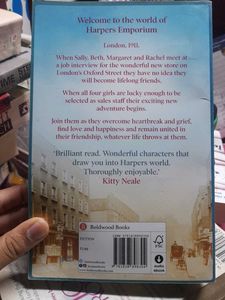 Welcome to the world of
Harpers Emporium
London, 1911.
When Sally, Beth, Margaret and Rachel meet at
a job interview for the wonderful new store on
London's Oxford Street they have no idea they
will become lifelong friends.
When all four girls are lucky enough to be
selected as sales staff their exciting new
adventure begins.
Join them as they overcome heartbreak and grief,
find love and happiness and remain united in
their friendship, whatever life throws at them.
'Brilliant read. Wonderful characters that
draw you into Harpers world.
Thoroughly enjoyable.'
Kitty Neale
Boldwood Books
FICTION
FSC
audio